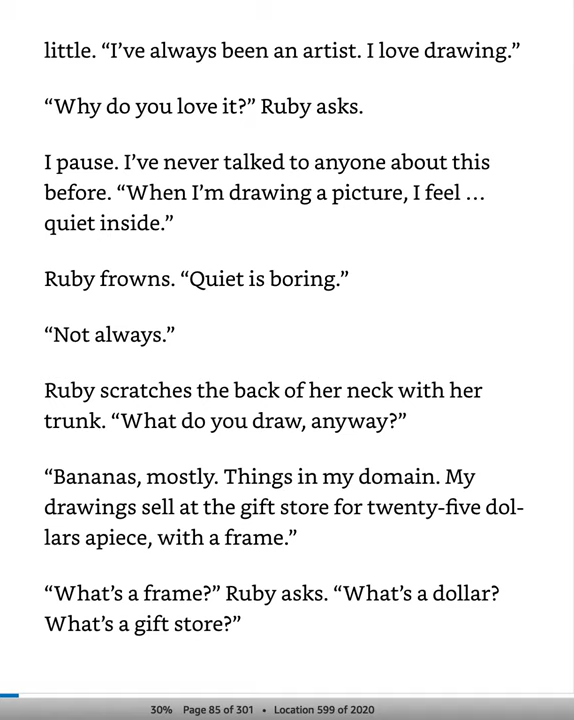 little. “I’ve always been an artist. I love drawing.”
“Why do you love it?” Ruby asks.
I pause. I’ve never talked to anyone about this
before. “When I’m drawing a picture, I feel …
quiet inside.”
Ruby frowns. “Quiet is boring.”
“Not always.”
Ruby scratches the back of her neck with her
trunk. “What do you draw, anyway?”
“Bananas, mostly. Things in my domain. My
drawings sell at the gift store for twenty-five dol-
lars apiece, with a frame.”
“What’s a frame?” Ruby asks. “What’s a dollar?
What’s a gift store?”
30% Page 85 of 301 • Location 599 of 2020